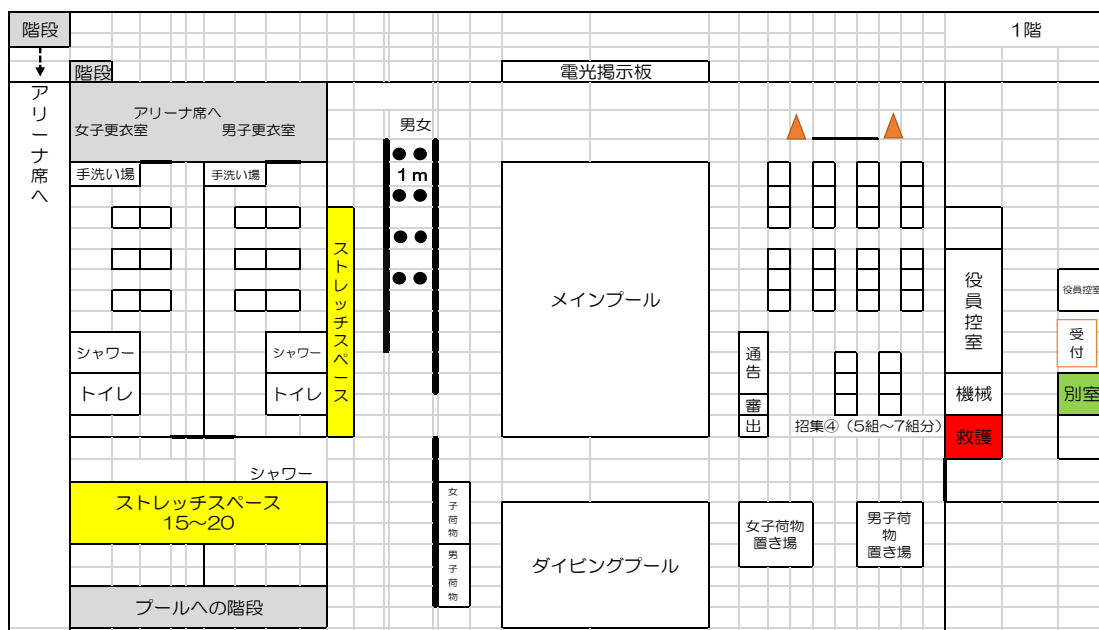 階段
1階
階段
電光掲示板
アリーナ席へ
アリーナ席へ
女子更衣室
男子更衣室
男女
1m
手洗い場
手洗い場
ストレッチスペース
メインプール
役員控室
役員控室
受付
シャワー
シャワー
通告
トイレ
トイレ
機械
別室
審
出
招集④（5組～7組分）
救護
シャワー
ストレッチスペース
15～20
女子荷物
男子荷物
ダイビングプール
女子荷物
置き場
男子荷
物
置き場
プールへの階段